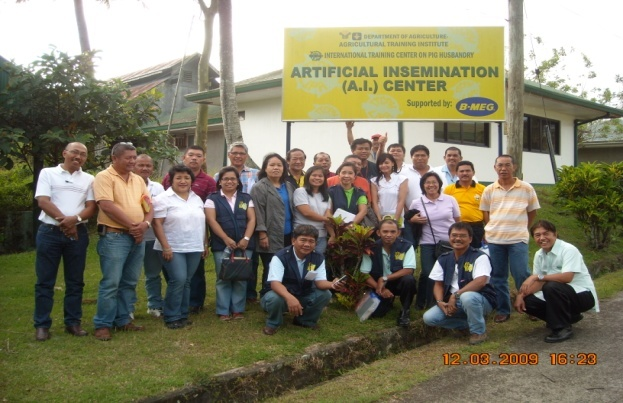 DEPARTMENT OF AGRICULTURE
AGRICULTURAL TRAINING INSTITUTE
INTERNATIONAL TRAINING CENTER ON PIG HUSBANDRY
ARTIFICIAL INSEMINATION
(A.I.) CENTER
Supported by: B-MEG
12.03 2009 16:23